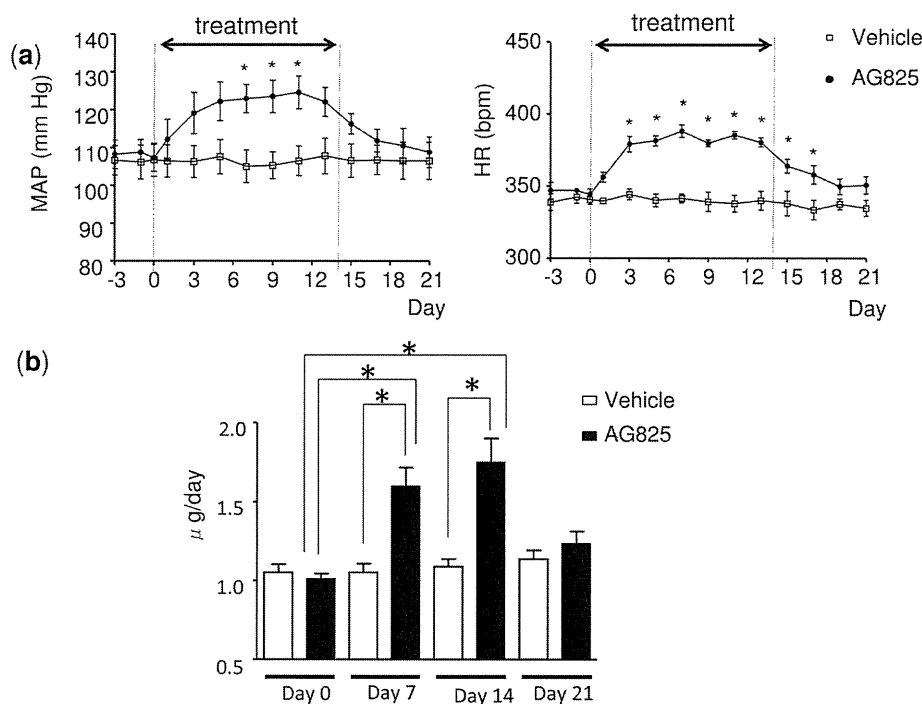 (a)
treatment
MAP (mm Hg)
140
130
120
110
100
90
80
* * *
-3 0 3 6 9 12 15 18 21
Day
treatment
HR (bpm)
450
400
350
300
* * * * * * * *
-3 0 3 6 9 12 15 18 21
Day
Vehicle
AG825
(b)
*
*
* *
Vehicle
AG825
μ g/day
2.0
1.5
1.0
0.5
Day 0 Day 7 Day 14 Day 21